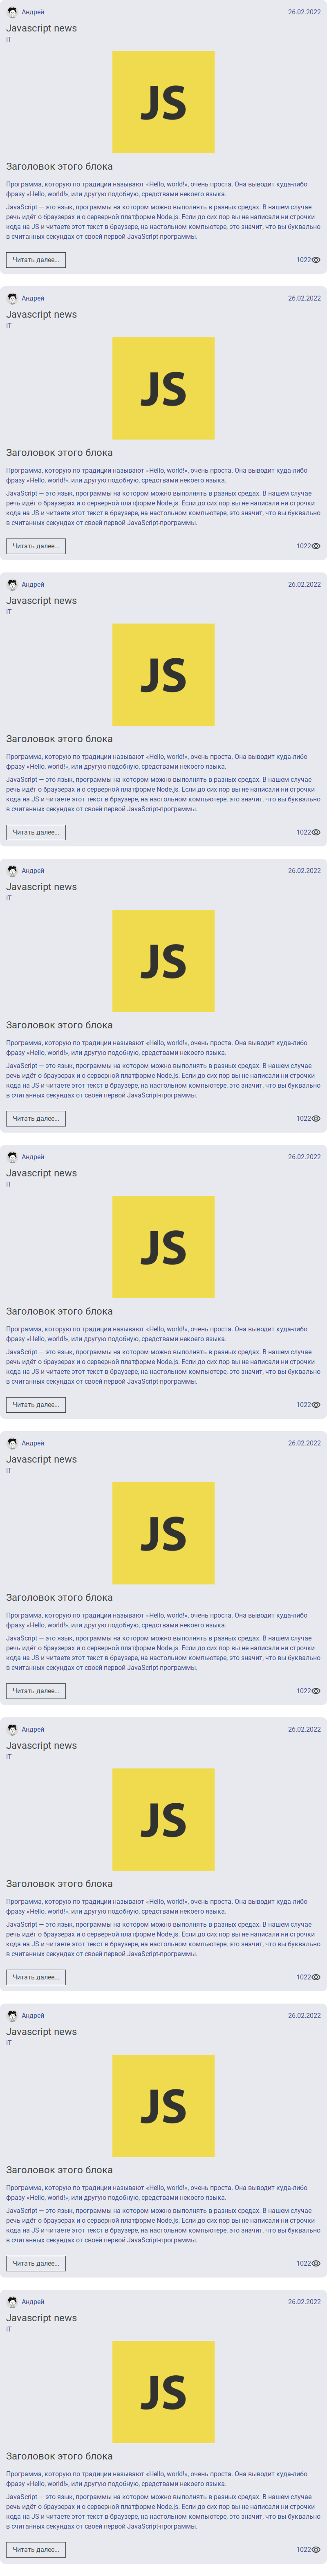 Андрей 26.02.2022
Javascript news
IT
JS
Заголовок этого блока
Программа, которую по традиции называют «Hello, world!», очень проста. Она выводит куда-либо
фразу «Hello, world!», или другую подобную, средствами некоего языка.
JavaScript — это язык, программы на котором можно выполнять в разных средах. В нашем случае
речь идёт о браузерах и о серверной платформе Node.js. Если до сих пор вы не написали ни строчки
кода на JS и читаете этот текст в браузере, на настольном компьютере, это значит, что вы буквально
в считанных секундах от своей первой JavaScript-программы.
Читать далее... 1022
Андрей 26.02.2022
Javascript news
IT
JS
Заголовок этого блока
Программа, которую по традиции называют «Hello, world!», очень проста. Она выводит куда-либо
фразу «Hello, world!», или другую подобную, средствами некоего языка.
JavaScript — это язык, программы на котором можно выполнять в разных средах. В нашем случае
речь идёт о браузерах и о серверной платформе Node.js. Если до сих пор вы не написали ни строчки
кода на JS и читаете этот текст в браузере, на настольном компьютере, это значит, что вы буквально
в считанных секундах от своей первой JavaScript-программы.
Читать далее... 1022
Андрей 26.02.2022
Javascript news
IT
JS
Заголовок этого блока
Программа, которую по традиции называют «Hello, world!», очень проста. Она выводит куда-либо
фразу «Hello, world!», или другую подобную, средствами некоего языка.
JavaScript — это язык, программы на котором можно выполнять в разных средах. В нашем случае
речь идёт о браузерах и о серверной платформе Node.js. Если до сих пор вы не написали ни строчки
кода на JS и читаете этот текст в браузере, на настольном компьютере, это значит, что вы буквально
в считанных секундах от своей первой JavaScript-программы.
Читать далее... 1022
Андрей 26.02.2022
Javascript news
IT
JS
Заголовок этого блока
Программа, которую по традиции называют «Hello, world!», очень проста. Она выводит куда-либо
фразу «Hello, world!», или другую подобную, средствами некоего языка.
JavaScript — это язык, программы на котором можно выполнять в разных средах. В нашем случае
речь идёт о браузерах и о серверной платформе Node.js. Если до сих пор вы не написали ни строчки
кода на JS и читаете этот текст в браузере, на настольном компьютере, это значит, что вы буквально
в считанных секундах от своей первой JavaScript-программы.
Читать далее... 1022
Андрей 26.02.2022
Javascript news
IT
JS
Заголовок этого блока
Программа, которую по традиции называют «Hello, world!», очень проста. Она выводит куда-либо
фразу «Hello, world!», или другую подобную, средствами некоего языка.
JavaScript — это язык, программы на котором можно выполнять в разных средах. В нашем случае
речь идёт о браузерах и о серверной платформе Node.js. Если до сих пор вы не написали ни строчки
кода на JS и читаете этот текст в браузере, на настольном компьютере, это значит, что вы буквально
в считанных секундах от своей первой JavaScript-программы.
Читать далее... 1022
Андрей 26.02.2022
Javascript news
IT
JS
Заголовок этого блока
Программа, которую по традиции называют «Hello, world!», очень проста. Она выводит куда-либо
фразу «Hello, world!», или другую подобную, средствами некоего языка.
JavaScript — это язык, программы на котором можно выполнять в разных средах. В нашем случае
речь идёт о браузерах и о серверной платформе Node.js. Если до сих пор вы не написали ни строчки
кода на JS и читаете этот текст в браузере, на настольном компьютере, это значит, что вы буквально
в считанных секундах от своей первой JavaScript-программы.
Читать далее... 1022
Андрей 26.02.2022
Javascript news
IT
JS
Заголовок этого блока
Программа, которую по традиции называют «Hello, world!», очень проста. Она выводит куда-либо
фразу «Hello, world!», или другую подобную, средствами некоего языка.
JavaScript — это язык, программы на котором можно выполнять в разных средах. В нашем случае
речь идёт о браузерах и о серверной платформе Node.js. Если до сих пор вы не написали ни строчки
кода на JS и читаете этот текст в браузере, на настольном компьютере, это значит, что вы буквально
в считанных секундах от своей первой JavaScript-программы.
Читать далее... 1022
Андрей 26.02.2022
Javascript news
IT
JS
Заголовок этого блока
Программа, которую по традиции называют «Hello, world!», очень проста. Она выводит куда-либо
фразу «Hello, world!», или другую подобную, средствами некоего языка.
JavaScript — это язык, программы на котором можно выполнять в разных средах. В нашем случае
речь идёт о браузерах и о серверной платформе Node.js. Если до сих пор вы не написали ни строчки
кода на JS и читаете этот текст в браузере, на настольном компьютере, это значит, что вы буквально
в считанных секундах от своей первой JavaScript-программы.
Читать далее... 1022
Андрей 26.02.2022
Javascript news
IT
JS
Заголовок этого блока
Программа, которую по традиции называют «Hello, world!», очень проста. Она выводит куда-либо
фразу «Hello, world!», или другую подобную, средствами некоего языка.
JavaScript — это язык, программы на котором можно выполнять в разных средах. В нашем случае
речь идёт о браузерах и о серверной платформе Node.js. Если до сих пор вы не написали ни строчки
кода на JS и читаете этот текст в браузере, на настольном компьютере, это значит, что вы буквально
в считанных секундах от своей первой JavaScript-программы.
Читать далее... 1022